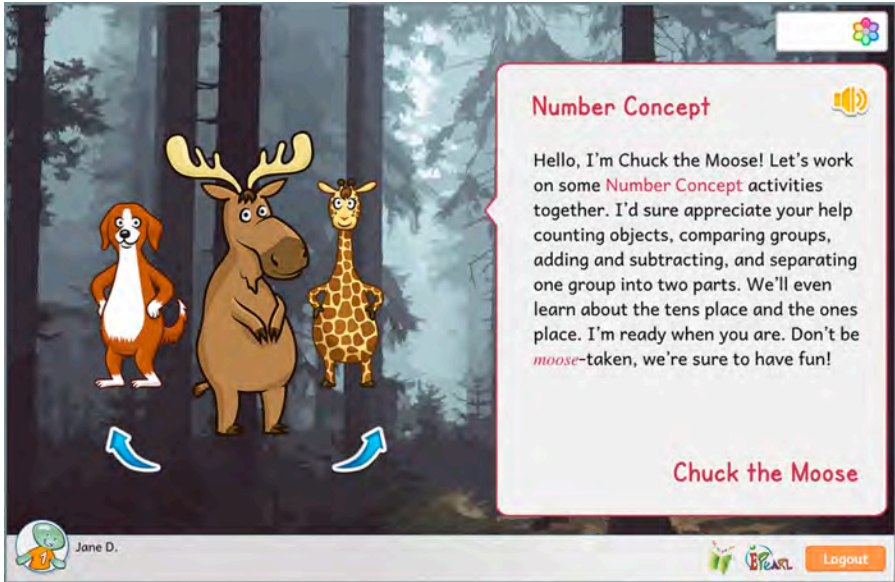 Number Concept
Hello, I'm Chuck the Moose! Let's work
on some Number Concept activities
together. I'd sure appreciate your help
counting objects, comparing groups,
adding and subtracting, and separating
one group into two parts. We'll even
learn about the tens place and the ones
place. I'm ready when you are. Don't be
moose-taken, we're sure to have fun!
Chuck the Moose
1
Jane D.
EPEARL
Logout